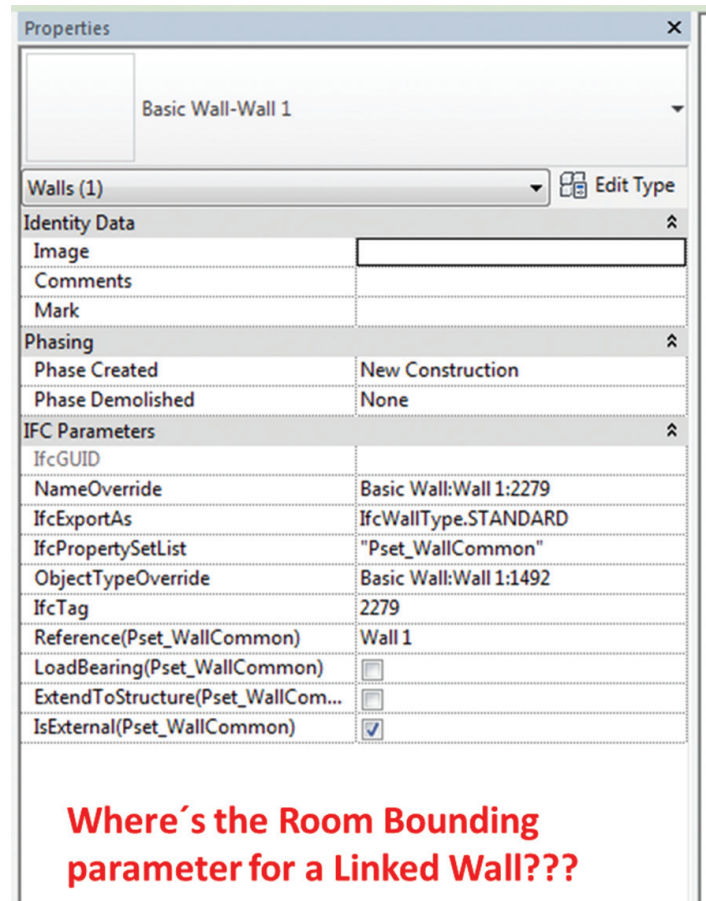 Properties
Basic Wall-Wall 1
Walls (1) Edit Type
Identity Data
Image
Comments
Mark
Phasing
Phase Created New Construction
Phase Demolished None
IFC Parameters
IfcGUID
NameOverride Basic Wall:Wall 1:2279
IfcExportAs IfcWallType.STANDARD
IfcPropertySetList "Pset_WallCommon"
ObjectTypeOverride Basic Wall:Wall 1:1492
IfcTag 2279
Reference(Pset_WallCommon) Wall 1
LoadBearing(Pset_WallCommon)
ExtendToStructure(Pset_WallCom...
IsExternal(Pset_WallCommon)
Where´s the Room Bounding
parameter for a Linked Wall???